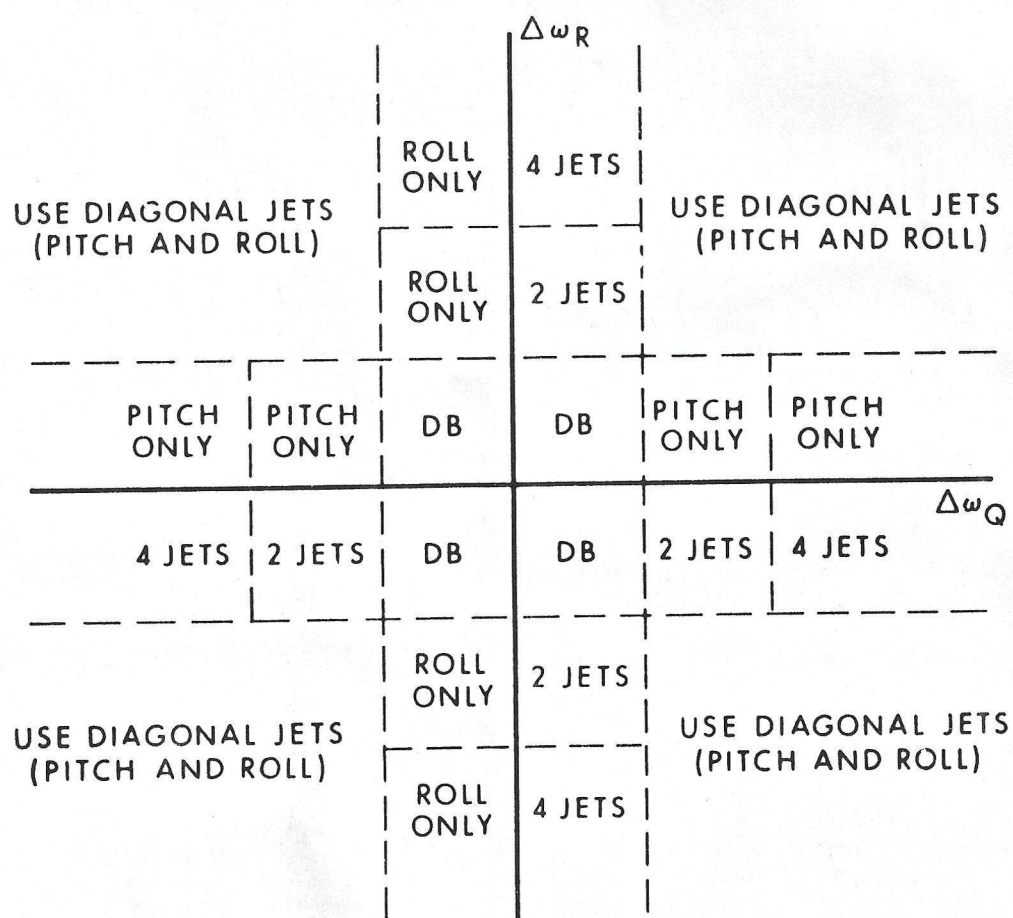 Δω_R
ROLL ONLY
4 JETS
USE DIAGONAL JETS
(PITCH AND ROLL)
USE DIAGONAL JETS
(PITCH AND ROLL)
ROLL ONLY
2 JETS
PITCH ONLY
PITCH ONLY
DB
DB
PITCH ONLY
PITCH ONLY
Δω_Q
4 JETS
2 JETS
DB
DB
2 JETS
4 JETS
ROLL ONLY
2 JETS
USE DIAGONAL JETS
(PITCH AND ROLL)
USE DIAGONAL JETS
(PITCH AND ROLL)
ROLL ONLY
4 JETS